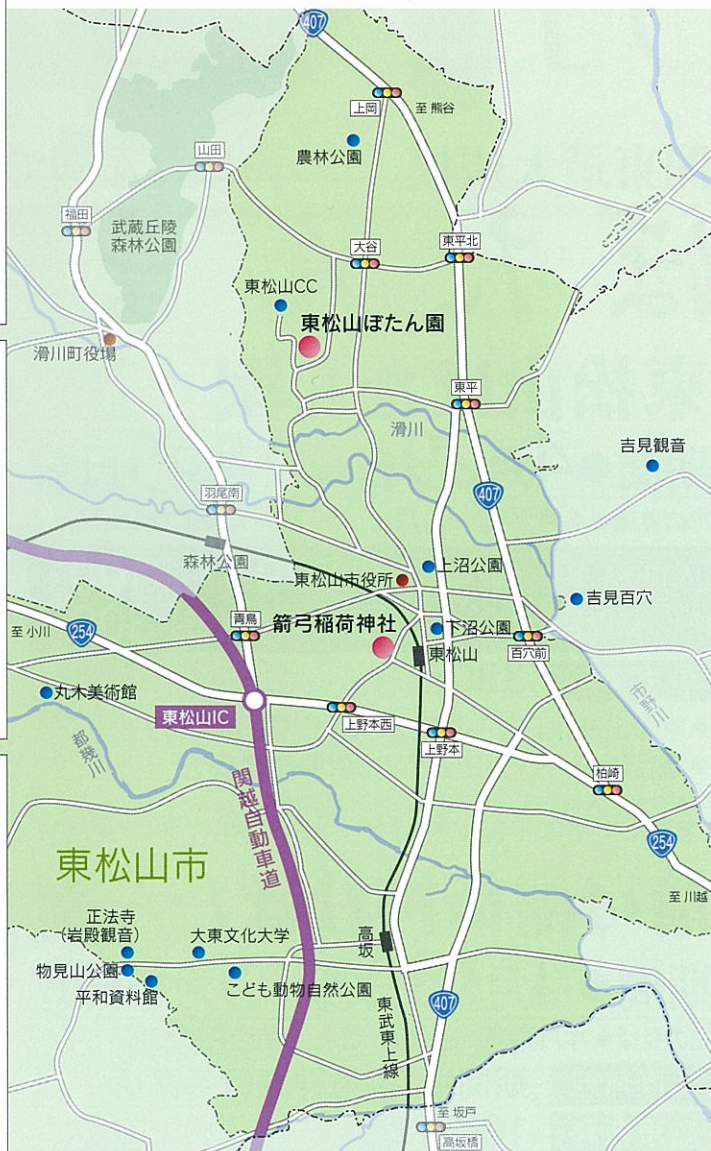 407
上岡
至 熊谷
農林公園
山田
福田
武蔵丘陵
森林公園
大谷
東平北
東松山CC
東松山ぼたん園
滑川町役場
東平
滑川
吉見観音
羽尾南
407
森林公園
東松山市役所
上沼公園
吉見百穴
至 小川
254
青鳥
箭弓稲荷神社
下沼公園
東松山
百穴前
丸木美術館
東松山IC
上野本西
上野本
市野川
都幾川
柏崎
関越自動車道
254
東松山市
至 川越
正法寺
(岩殿観音)
大東文化大学
高坂
物見山公園
平和資料館
こども動物自然公園
407
東武東上線
至 坂戸
高坂橋